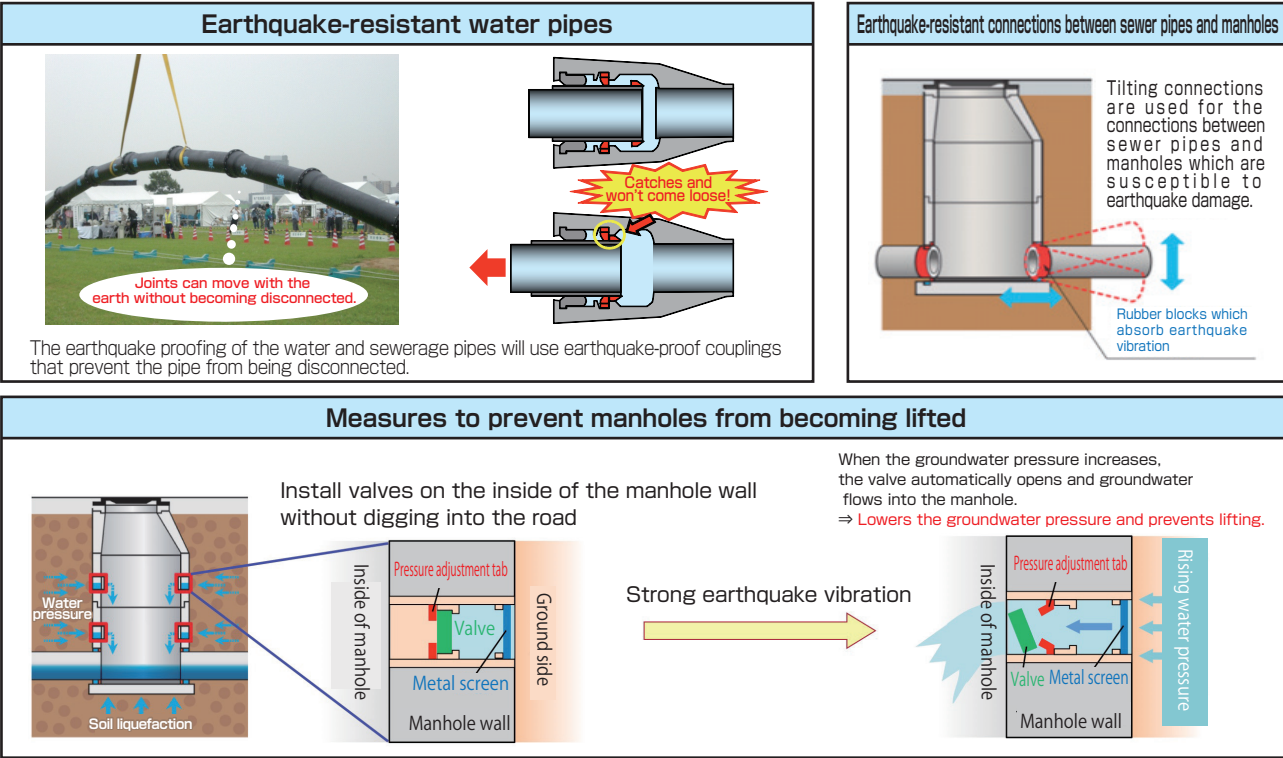 Earthquake-resistant water pipes
Catches and
won't come loose!
Joints can move with the
earth without becoming disconnected.
The earthquake proofing of the water and sewerage pipes will use earthquake-proof couplings
that prevent the pipe from being disconnected.
Earthquake-resistant connections between sewer pipes and manholes
Tilting connections
are used for the
connections between
sewer pipes and
manholes which are
susceptible to
earthquake damage.
Rubber blocks which
absorb earthquake
vibration
Measures to prevent manholes from becoming lifted
Water
pressure
Soil liquefaction
Install valves on the inside of the manhole wall
without digging into the road
Inside of manhole
Pressure adjustment tab
Valve
Metal screen
Manhole wall
Ground side
Strong earthquake vibration
When the groundwater pressure increases,
the valve automatically opens and groundwater
flows into the manhole.
⇒ Lowers the groundwater pressure and prevents lifting.
Inside of manhole
Pressure adjustment tab
Valve Metal screen
Manhole wall
Rising water pressure